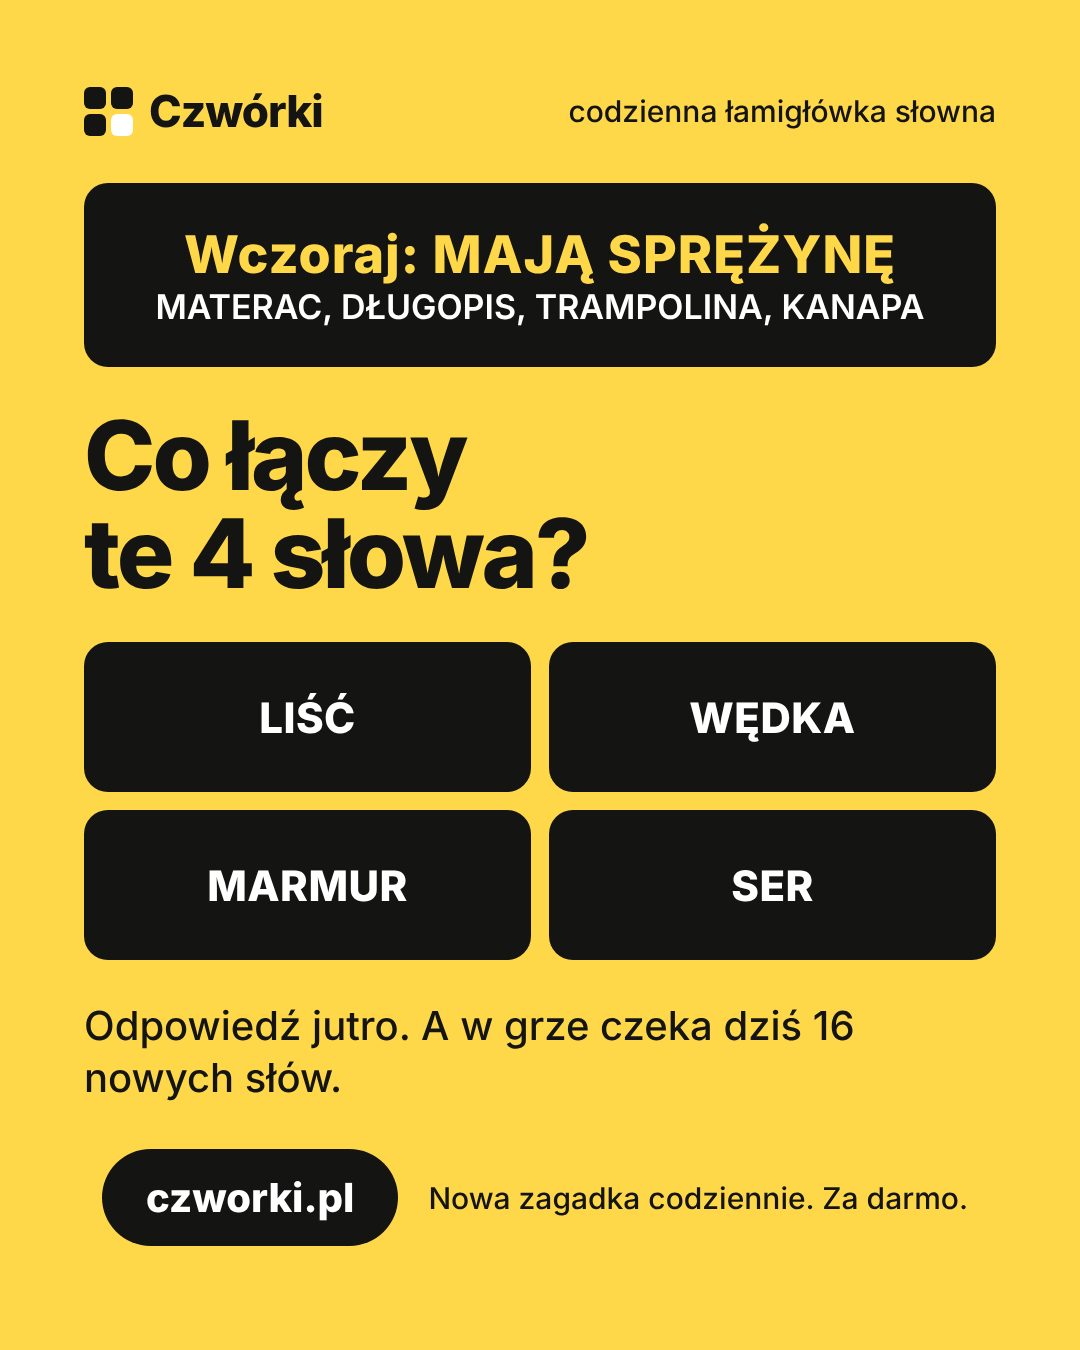 Czwórki
codzienna łamigłówka słowna
Wczoraj: MAJĄ SPRĘŻYNĘ
MATERAC, DŁUGOPIS, TRAMPOLINA, KANAPA
Co łączy
te 4 słowa?
LIŚĆ
WĘDKA
MARMUR
SER
Odpowiedź jutro. A w grze czeka dziś 16
nowych słów.
czworki.pl
Nowa zagadka codziennie. Za darmo.